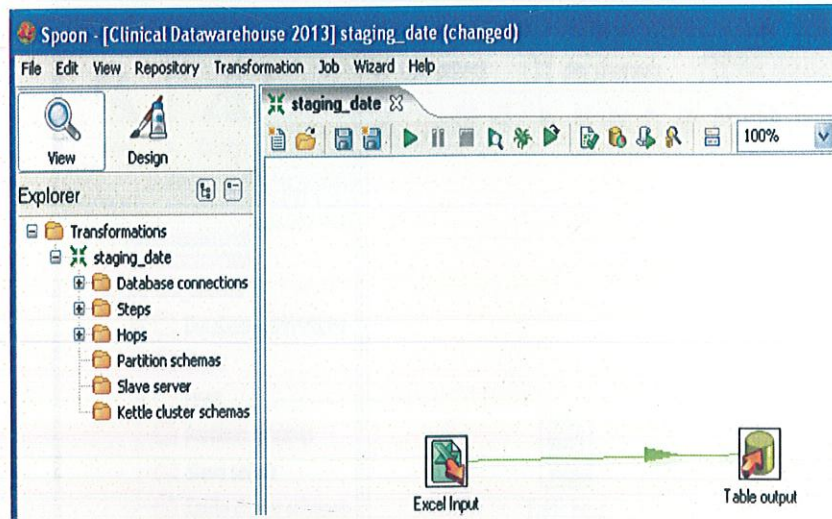 Spoon - [Clinical Datawarehouse 2013] staging_date (changed)
File Edit View Repository Transformation Job Wizard Help
View
Design
staging_date
100%
Explorer
Transformations
staging_date
Database connections
Steps
Hops
Partition schemas
Slave server
Kettle cluster schemas
Excel Input
Table output